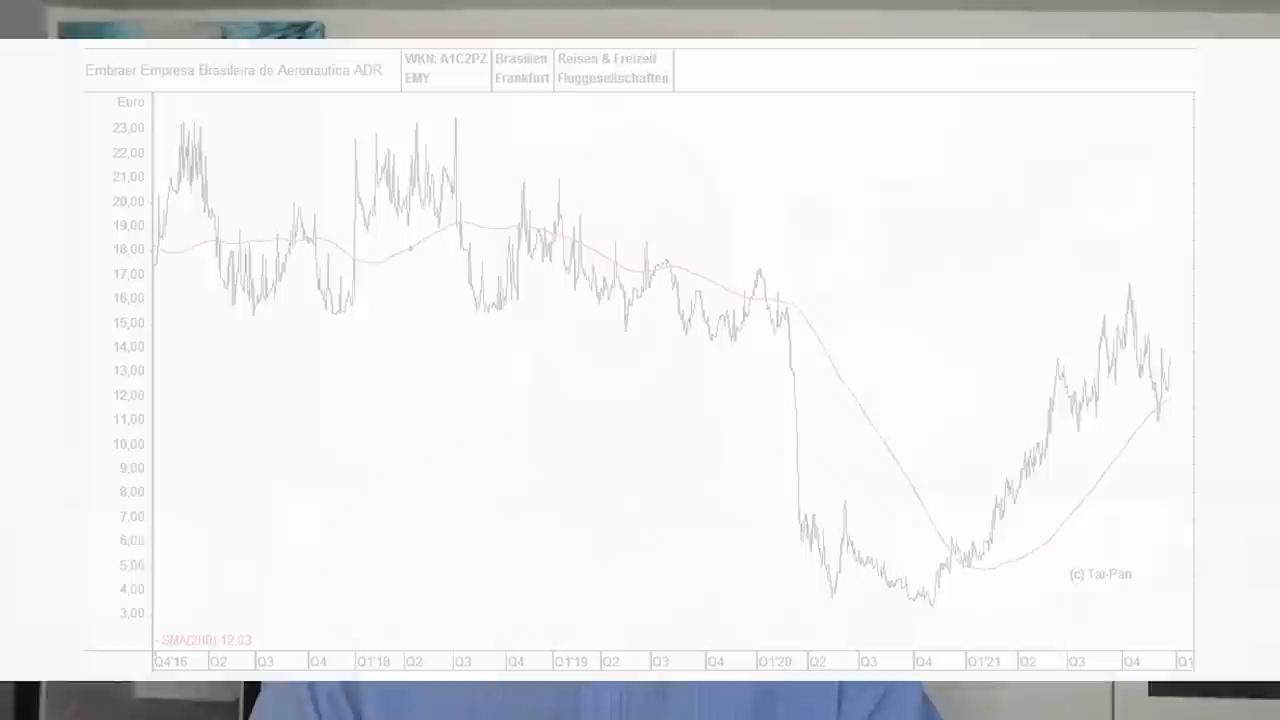 Embraer Empresa Brasileira de Aeronautica ADR
WKN: A1C2PZ
EMY
Brasilien
Frankfurt
Reisen & Freizeit
Fluggesellschaften
Euro
23,00
22,00
21,00
20,00
19,00
18,00
17,00
16,00
15,00
14,00
13,00
12,00
11,00
10,00
9,00
8,00
7,00
6,00
5,00
4,00
3,00
(c) Tai-Pan
- SMA(200) 12,03
Q4'16 Q2 Q3 Q4 Q1'18 Q2 Q3 Q4 Q1'19 Q2 Q3 Q4 Q1'20 Q2 Q3 Q4 Q1'21 Q2 Q3 Q4 Q1